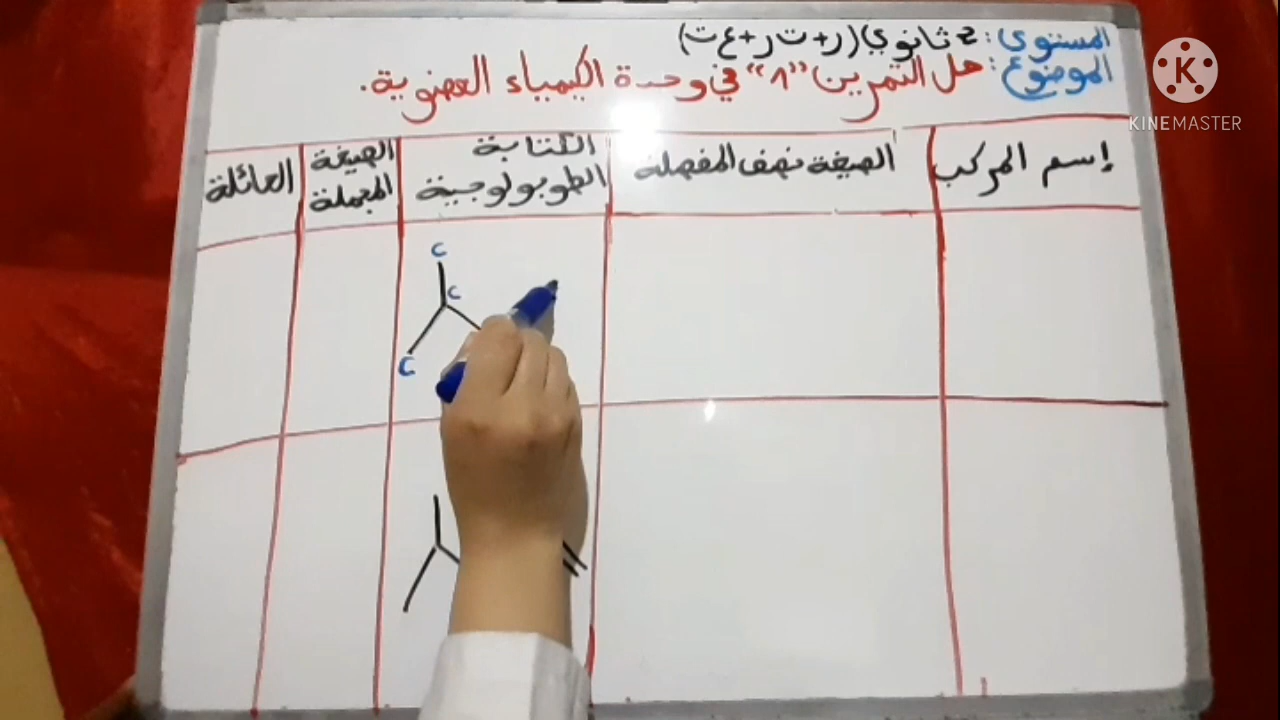 المستوى: 2 ثانوي (ر+ت ر+ع ت)
الموضوع: حل التمرين "8" في وحدة الكيمياء العضوية.
K
KINEMASTER
إسم المركب
الصيغة نصف المفصلة
الكتابة
الطوبولوجية
الصيغة
المجملة
العائلة
C
C
C